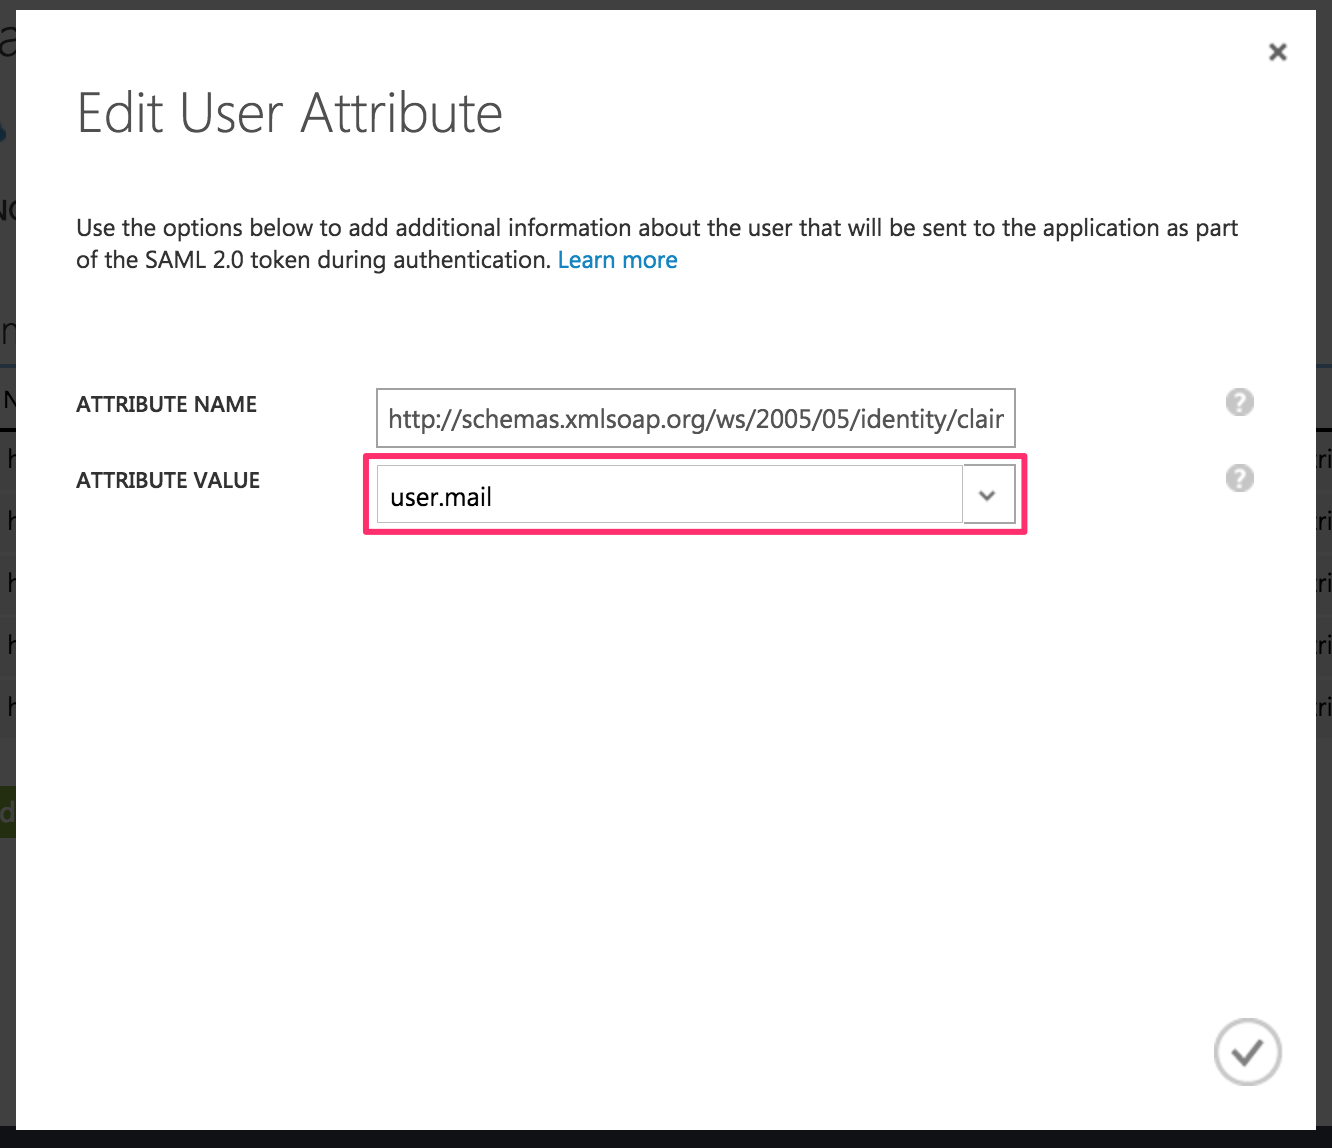 Edit User Attribute
Use the options below to add additional information about the user that will be sent to the application as part
of the SAML 2.0 token during authentication. Learn more
ATTRIBUTE NAME
http://schemas.xmlsoap.org/ws/2005/05/identity/clair
ATTRIBUTE VALUE
user.mail